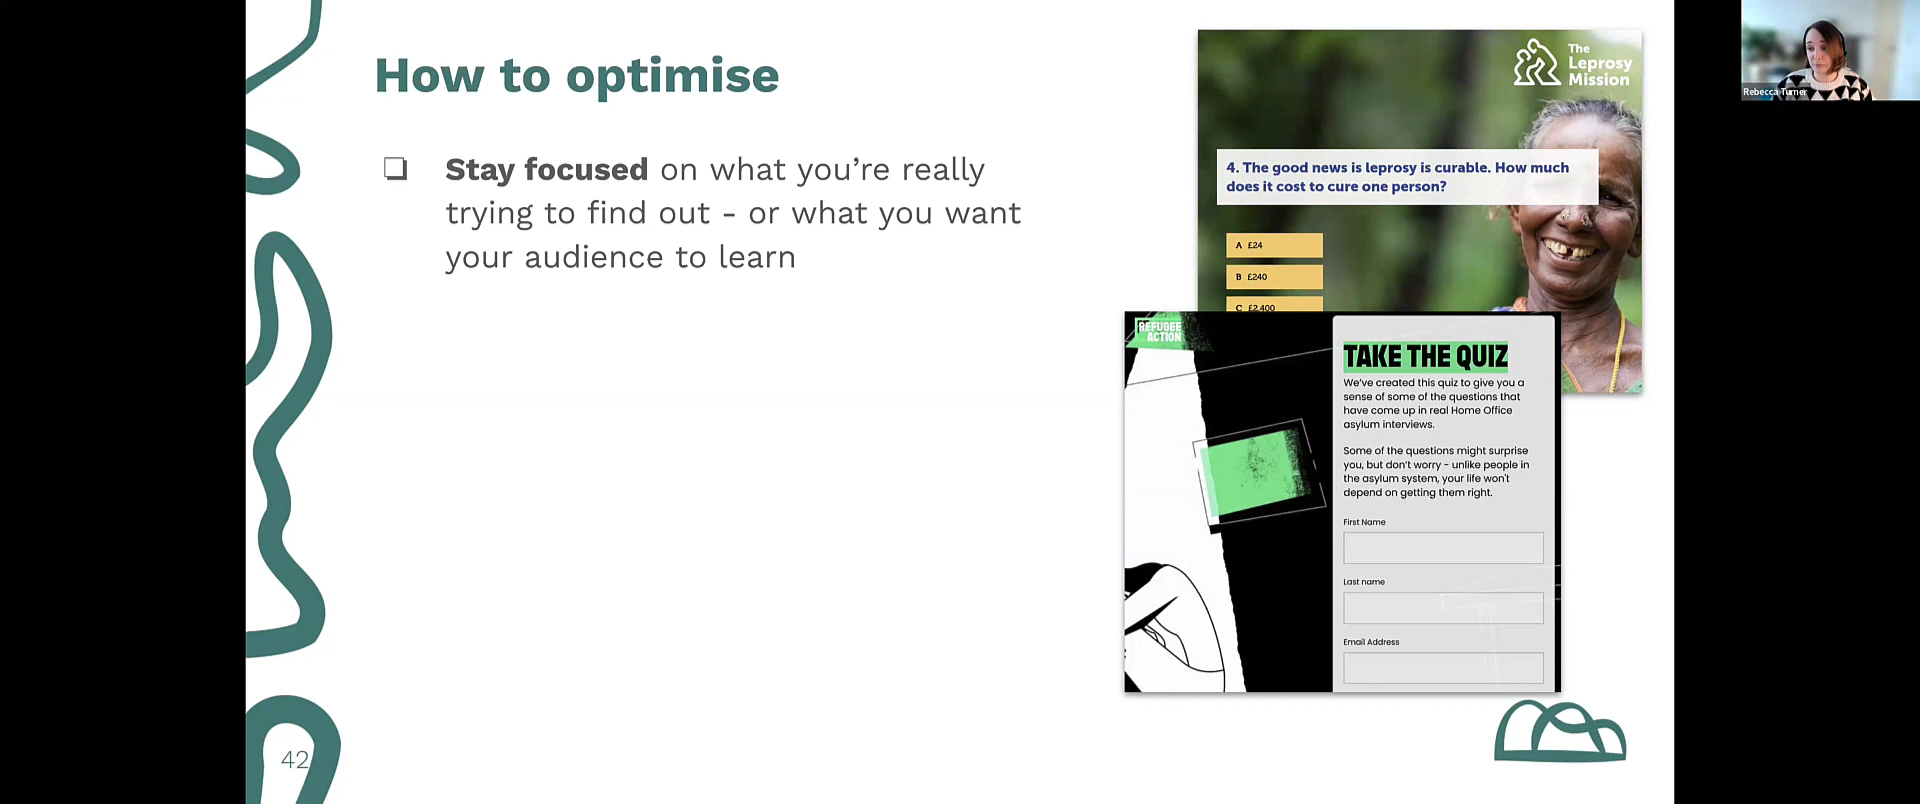 How to optimise
❏ Stay focused on what you’re really
trying to find out - or what you want
your audience to learn
The
Leprosy
Mission
4. The good news is leprosy is curable. How much
does it cost to cure one person?
A £24
B £240
C £2,400
REFUGEE
ACTION
TAKE THE QUIZ
We've created this quiz to give you a
sense of some of the questions that
have come up in real Home Office
asylum interviews.
Some of the questions might surprise
you, but don't worry - unlike people in
the asylum system, your life won't
depend on getting them right.
First Name
Last name
Email Address
42
Rebecca Turner